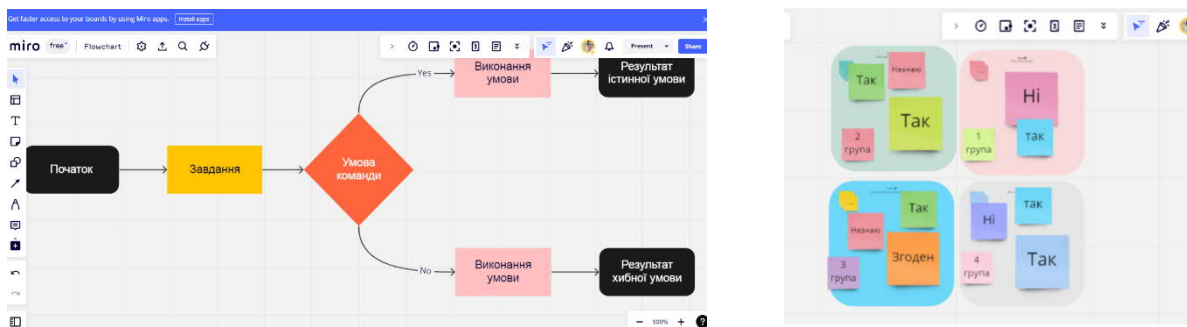 Get faster access to your boards by using Miro apps. Install apps
miro free Flowchart
Present Share
Початок
Завдання
Умова
команди
Yes
Виконання
умови
Результат
істинної умови
No
Виконання
умови
Результат
хибної умови
100%
Так
Незнаю
Так
2
група
Ні
1
група
так
Так
Незнаю
Згоден
3
група
так
Ні
4
група
Так